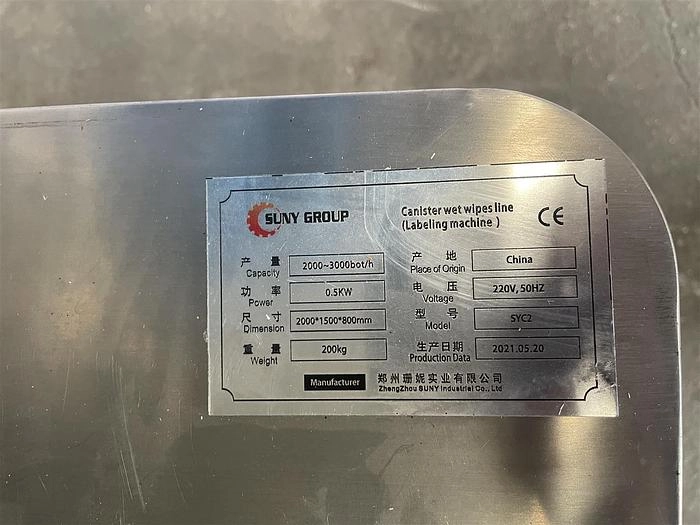 SUNY GROUP
Canister wet wipes line
(Labeling machine )
CE
产 量
Capacity
2000~3000bot/h
产 地
Place of Origin
China
功 率
Power
0.5KW
电 压
Voltage
220V, 50HZ
尺 寸
Dimension
2000*1500*800mm
型 号
Model
SYC2
重 量
Weight
200kg
生产日期
Production Data
2021.05.20
Manufacturer
郑州珊妮实业有限公司
ZhengZhou SUNY Industrial Co., Ltd